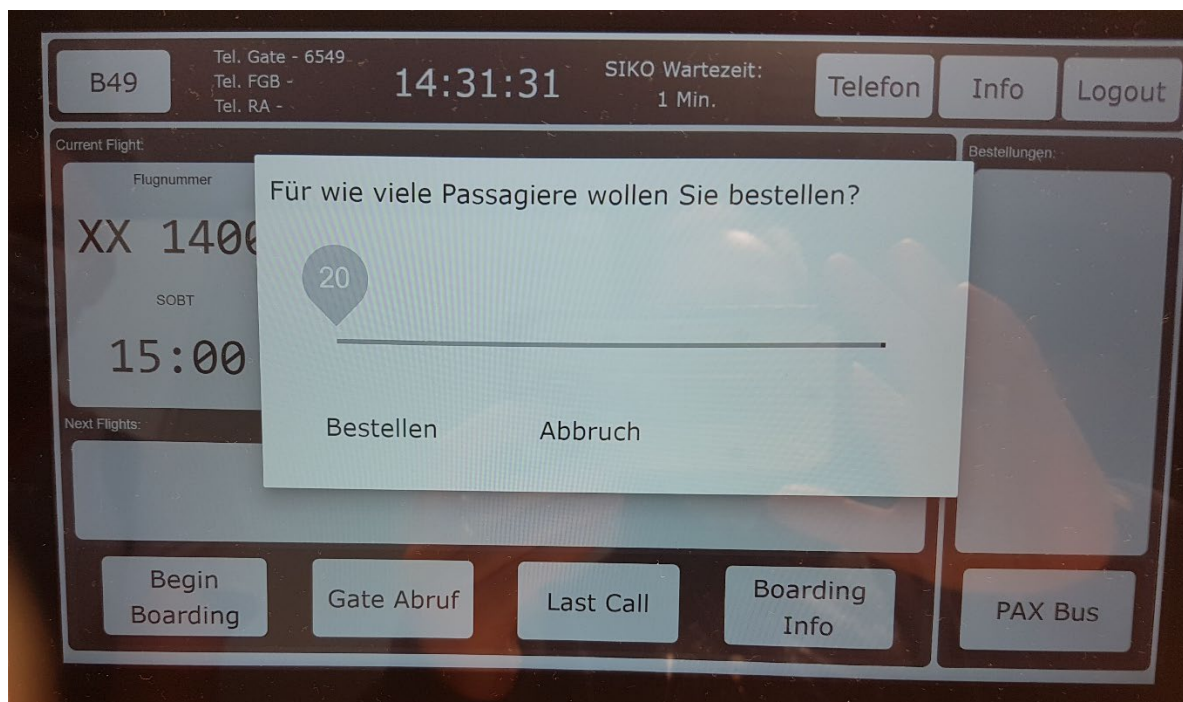 B49
Tel. Gate - 6549
Tel. FGB -
Tel. RA -
14:31:31
SIKO Wartezeit:
1 Min.
Telefon
Info
Logout
Current Flight:
Bestellungen:
Flugnummer
XX 1400
SOBT
15:00
Für wie viele Passagiere wollen Sie bestellen?
20
Bestellen
Abbruch
Next Flights:
Begin
Boarding
Gate Abruf
Last Call
Boarding
Info
PAX Bus